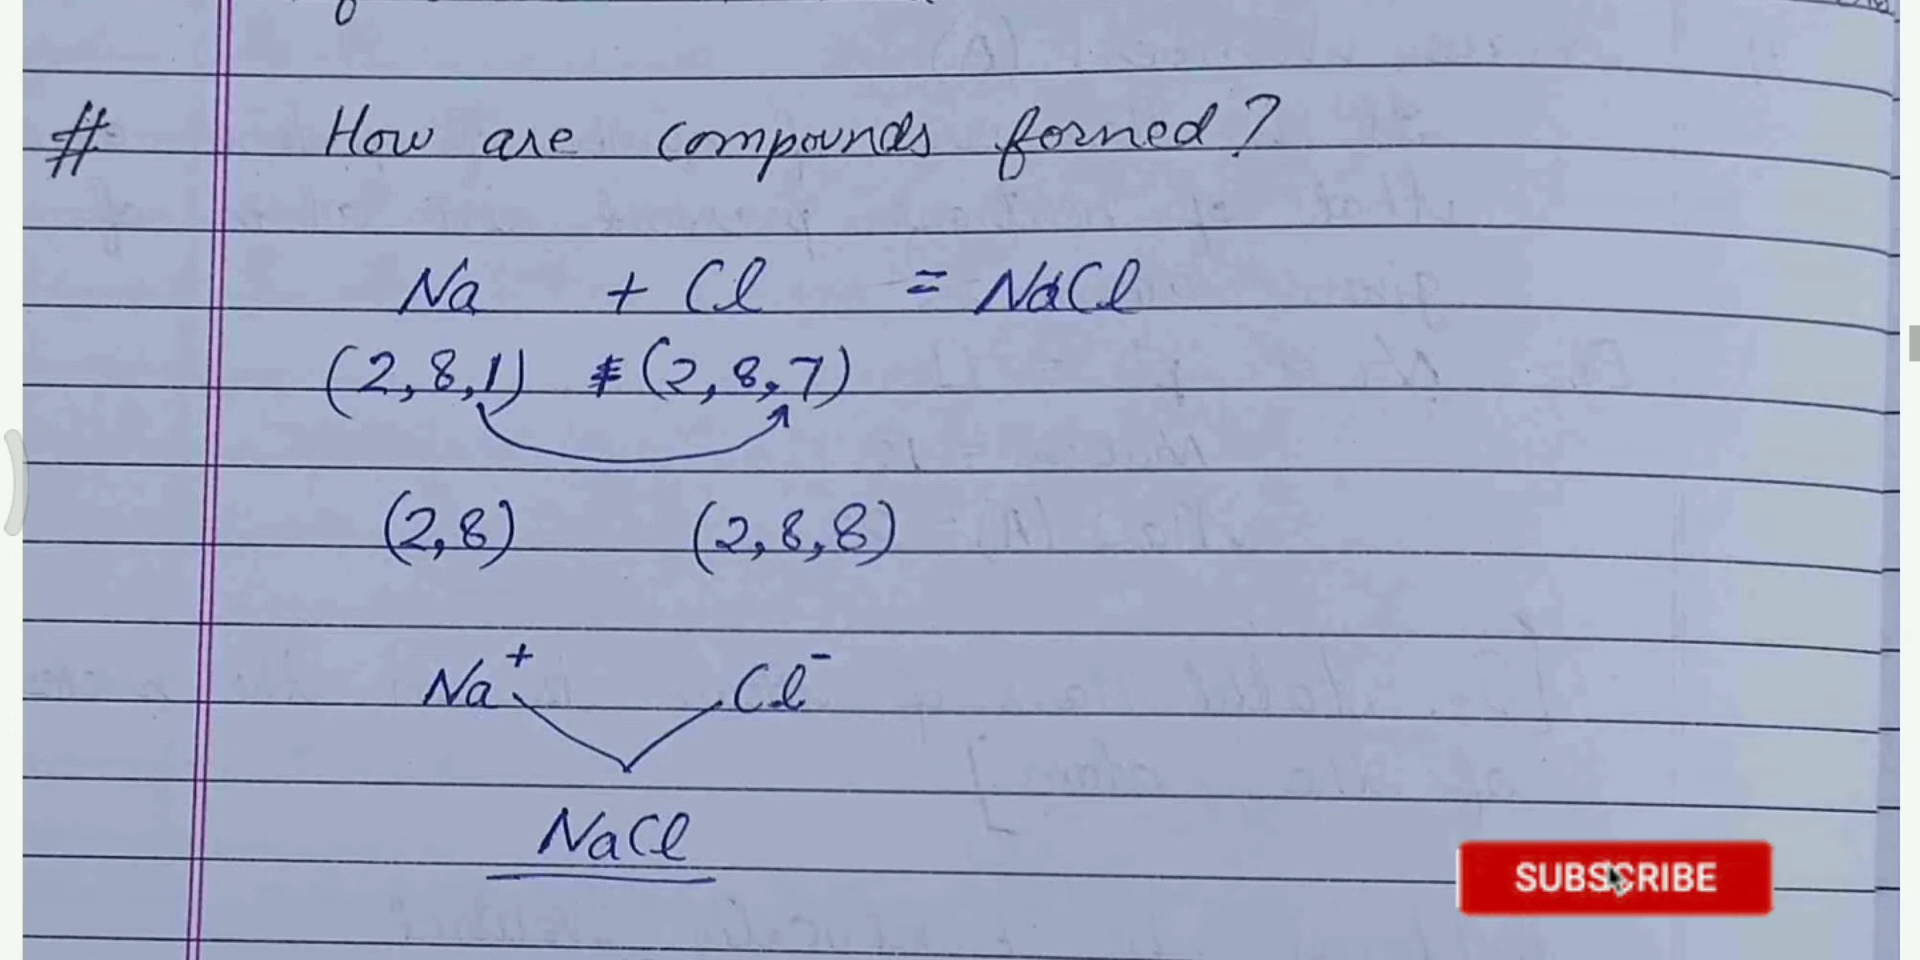 # How are compounds formed?
Na + Cl = NaCl
(2,8,1) + (2,8,7)
(2,8) (2,8,8)
Na⁺ Cl⁻
NaCl
SUBSCRIBE